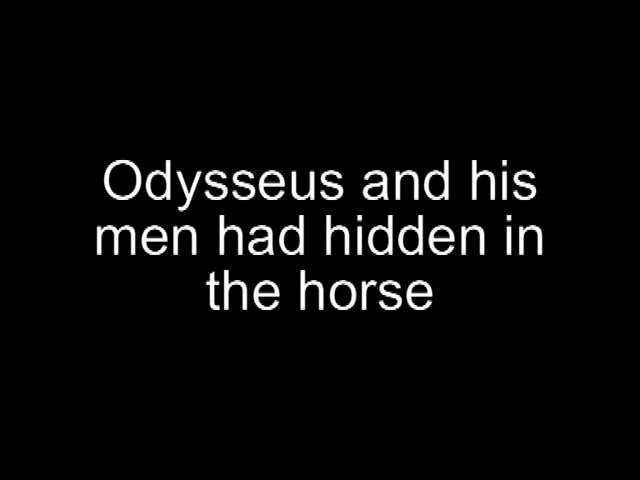 Odysseus and his
men had hidden in
the horse